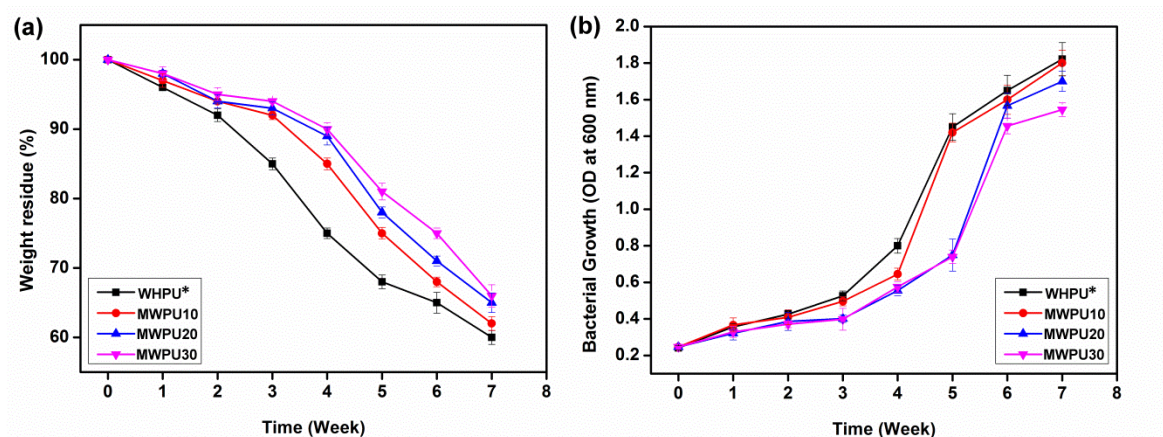 (a)
100
90
80
70
60
Weight residue (%)
WHPU*
MWPU10
MWPU20
MWPU30
0 1 2 3 4 5 6 7 8
Time (Week)
(b)
2.0
1.8
1.6
1.4
1.2
1.0
0.8
0.6
0.4
0.2
Bacterial Growth (OD at 600 nm)
WHPU*
MWPU10
MWPU20
MWPU30
0 1 2 3 4 5 6 7 8
Time (Week)